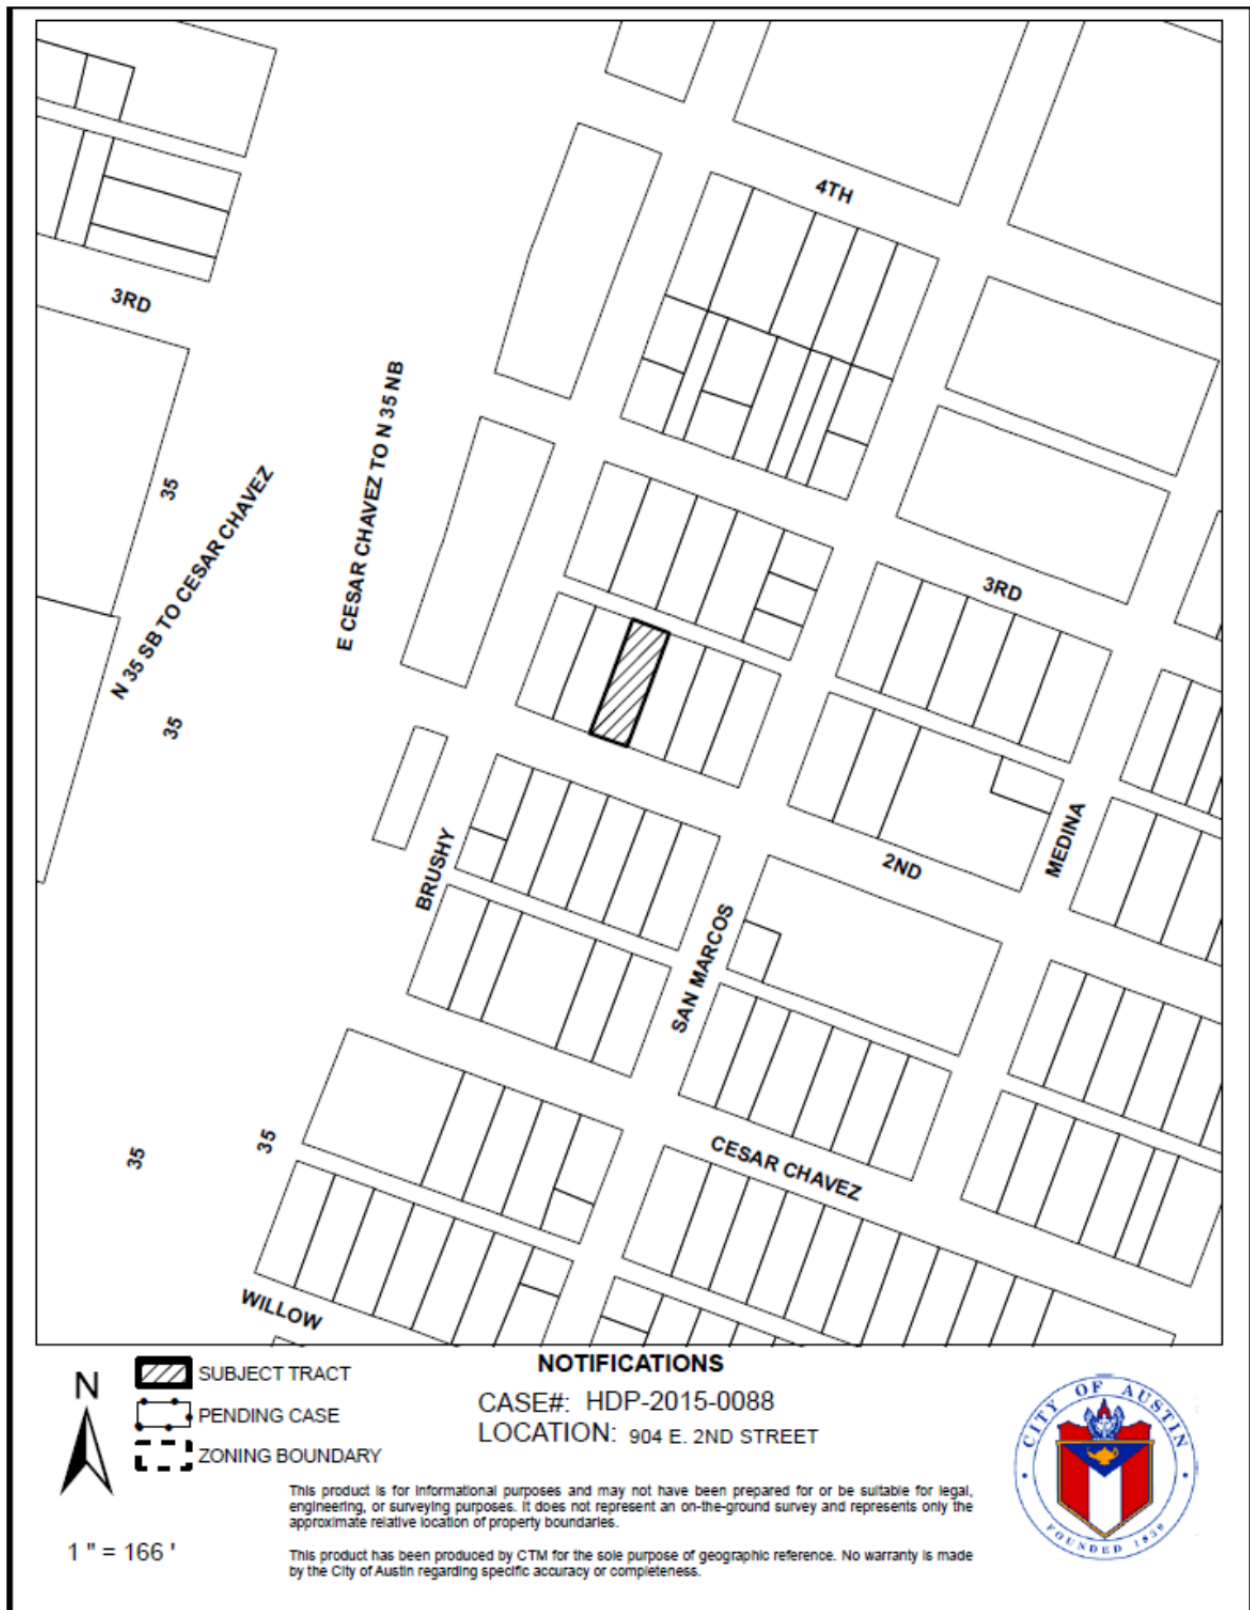 4TH
3RD
E CESAR CHAVEZ TO N 35 NB
35
N 35 SB TO CESAR CHAVEZ
3RD
35
MEDINA
BRUSHY
2ND
SAN MARCOS
35
35
CESAR CHAVEZ
WILLOW
N
SUBJECT TRACT
PENDING CASE
ZONING BOUNDARY
1 " = 166 '
NOTIFICATIONS
CASE#: HDP-2015-0088
LOCATION: 904 E. 2ND STREET
This product is for informational purposes and may not have been prepared for or be suitable for legal,
engineering, or surveying purposes. It does not represent an on-the-ground survey and represents only the
approximate relative location of property boundaries.
This product has been produced by CTM for the sole purpose of geographic reference. No warranty is made
by the City of Austin regarding specific accuracy or completeness.
CITY OF AUSTIN
FOUNDED 1839